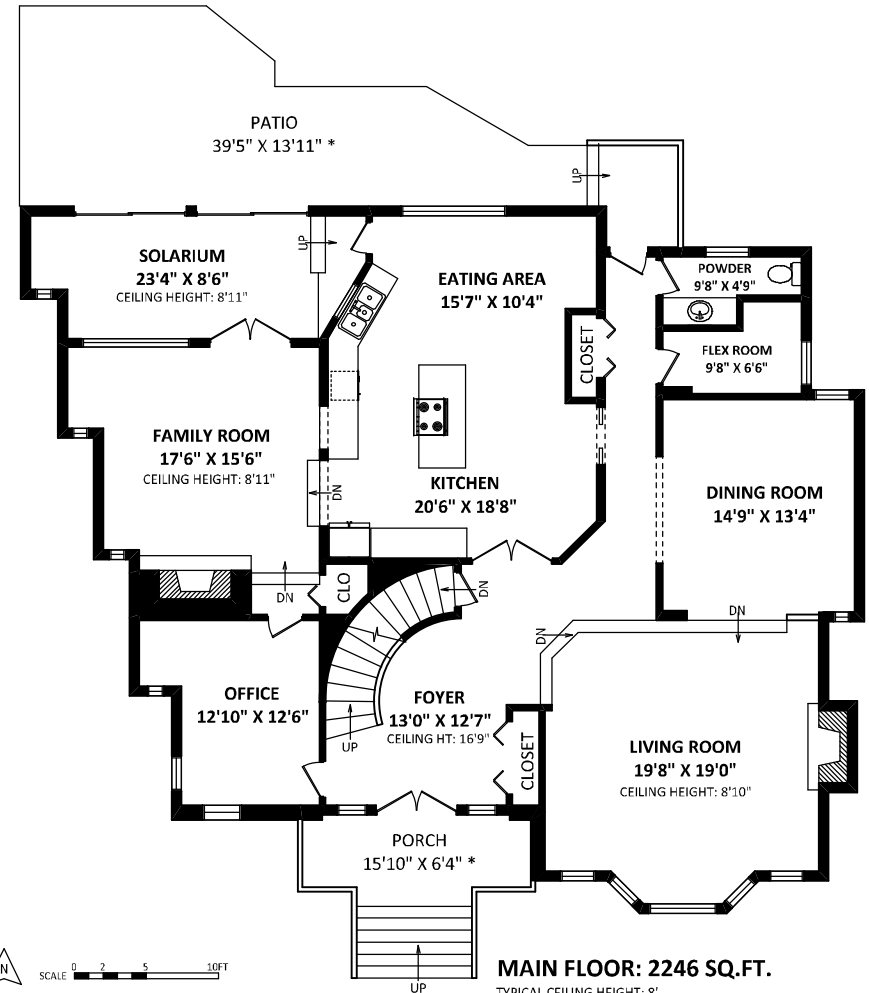 PATIO
39'5" X 13'11" *
UP
UP
SOLARIUM
23'4" X 8'6"
CEILING HEIGHT: 8'11"
EATING AREA
15'7" X 10'4"
POWDER
9'8" X 4'9"
CLOSET
FLEX ROOM
9'8" X 6'6"
FAMILY ROOM
17'6" X 15'6"
CEILING HEIGHT: 8'11"
DN
KITCHEN
20'6" X 18'8"
DINING ROOM
14'9" X 13'4"
DN
CLO
DN
DN
DN
OFFICE
12'10" X 12'6"
FOYER
13'0" X 12'7"
CEILING HT: 16'9"
UP
CLOSET
LIVING ROOM
19'8" X 19'0"
CEILING HEIGHT: 8'10"
PORCH
15'10" X 6'4" *
UP
N
SCALE 0 2 5 10FT
MAIN FLOOR: 2246 SQ.FT.
TYPICAL CEILING HEIGHT: 8'